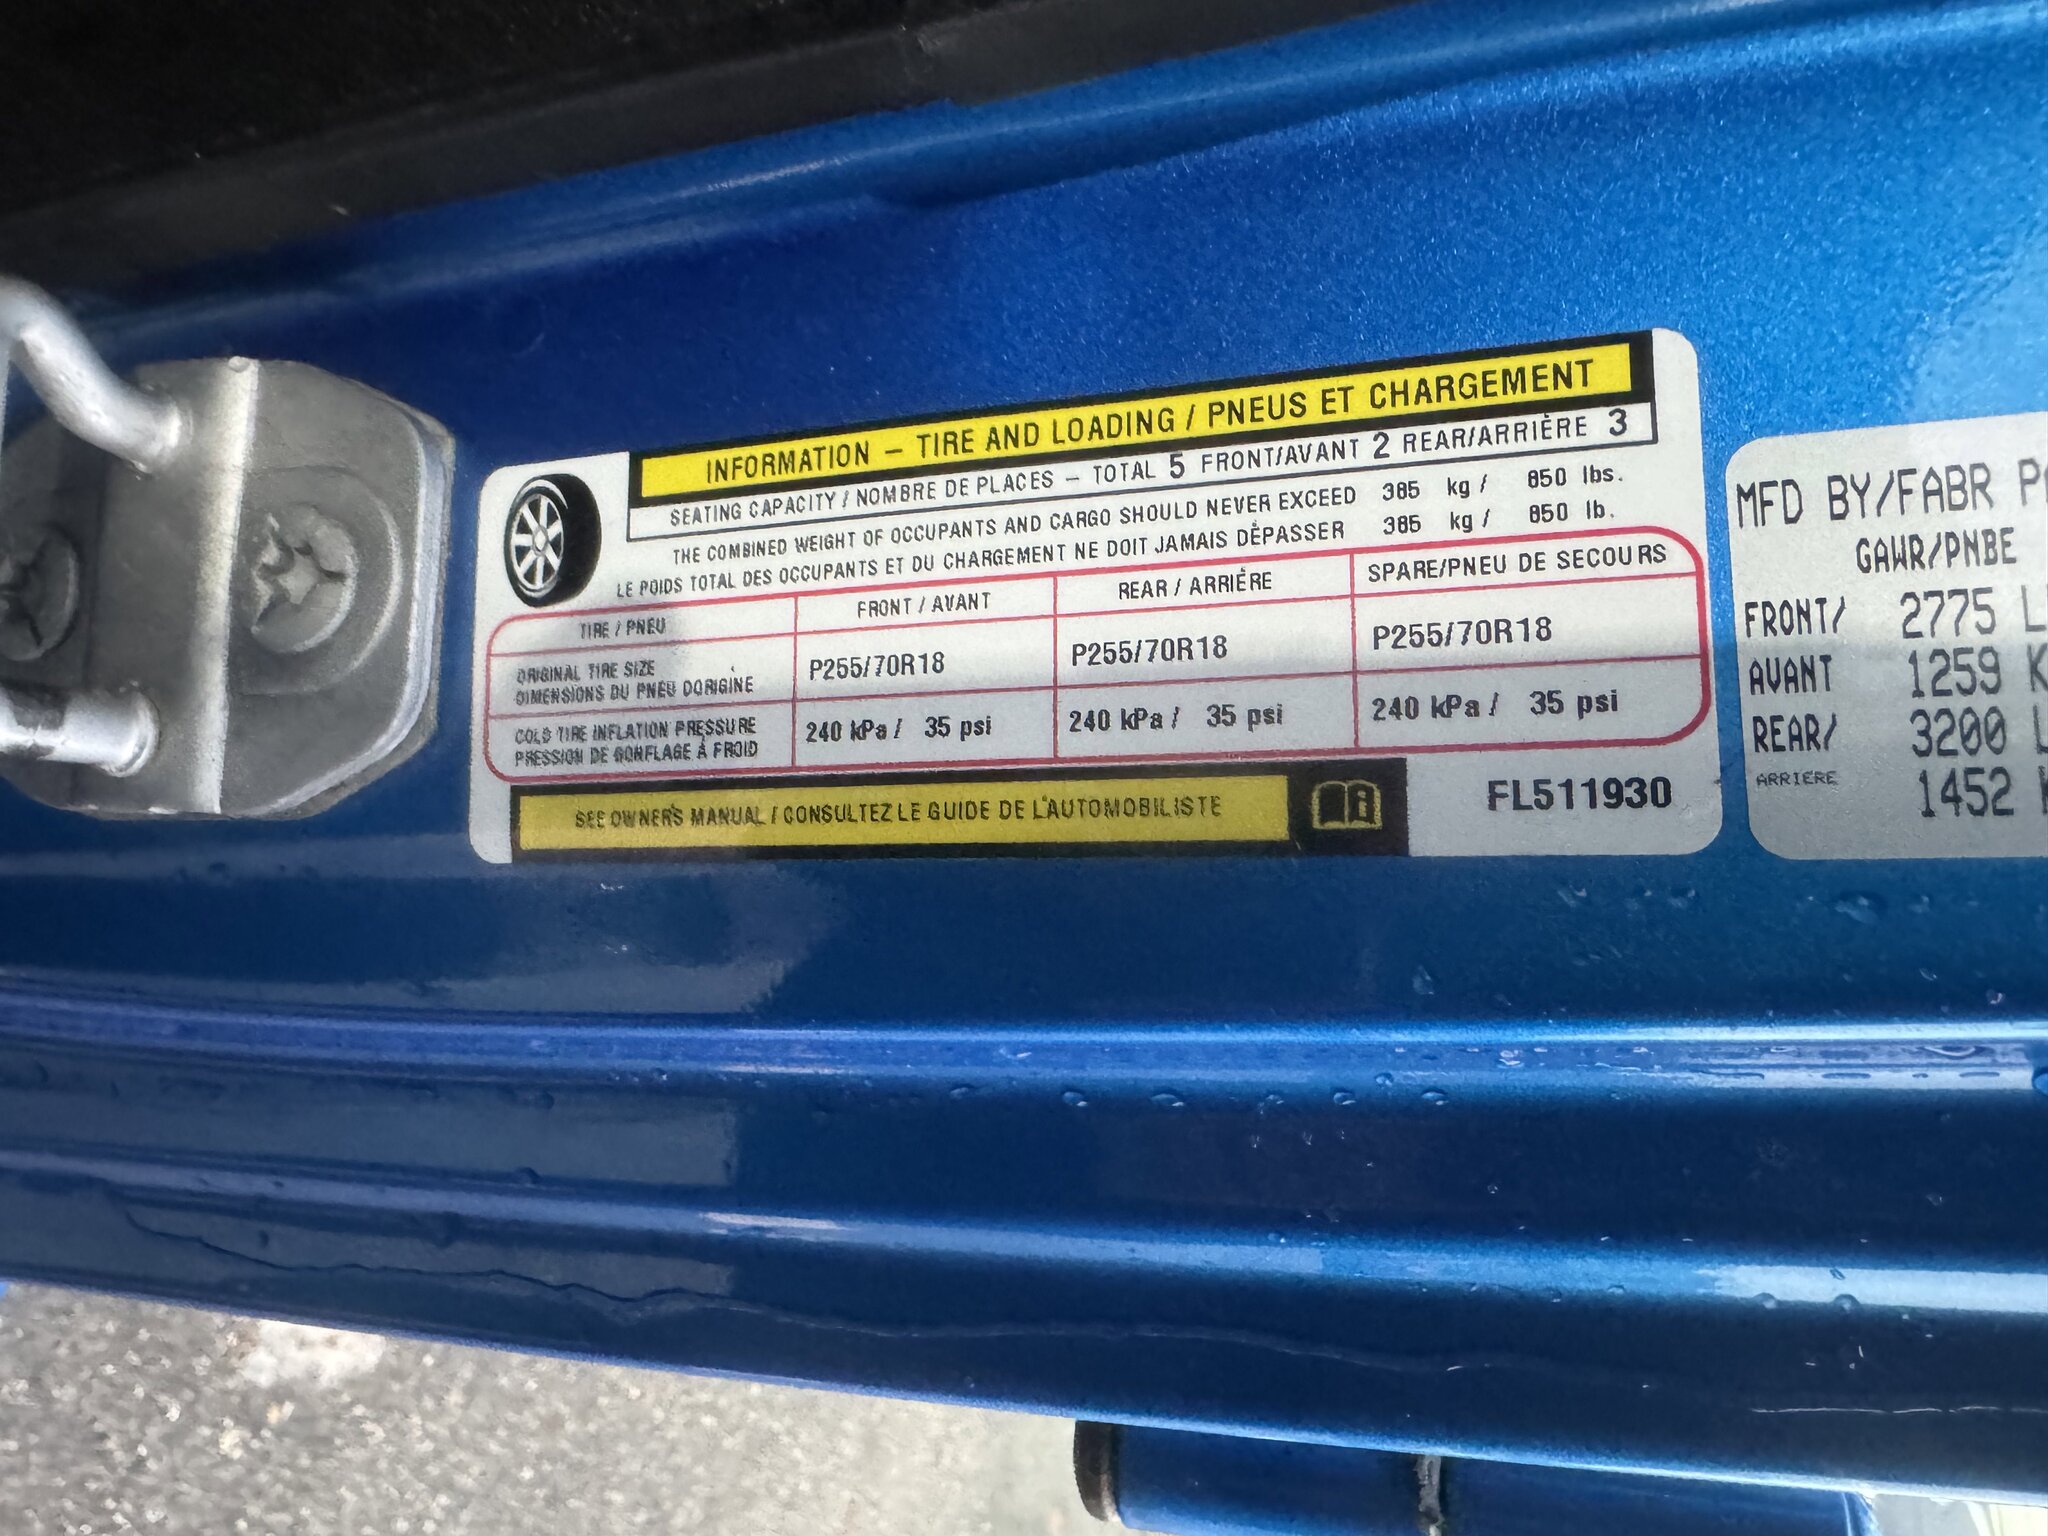 INFORMATION – TIRE AND LOADING / PNEUS ET CHARGEMENT
SEATING CAPACITY / NOMBRE DE PLACES – TOTAL 5 FRONT/AVANT 2 REAR/ARRIÈRE 3
THE COMBINED WEIGHT OF OCCUPANTS AND CARGO SHOULD NEVER EXCEED 385 kg / 850 lbs.
LE POIDS TOTAL DES OCCUPANTS ET DU CHARGEMENT NE DOIT JAMAIS DÉPASSER 385 kg / 850 lb.
TIRE / PNEU FRONT / AVANT REAR / ARRIÈRE SPARE/PNEU DE SECOURS
ORIGINAL TIRE SIZE
DIMENSIONS DU PNEU DORIGINE
P255/70R18 P255/70R18 P255/70R18
COLD TIRE INFLATION PRESSURE
PRESSION DE GONFLAGE À FROID
240 kPa / 35 psi 240 kPa / 35 psi 240 kPa / 35 psi
SEE OWNER'S MANUAL / CONSULTEZ LE GUIDE DE L'AUTOMOBILISTE
FL511930
MFD BY/FABR
GAWR/PNBE
FRONT/ 2775
AVANT 1259
REAR/ 3200
ARRIERE 1452